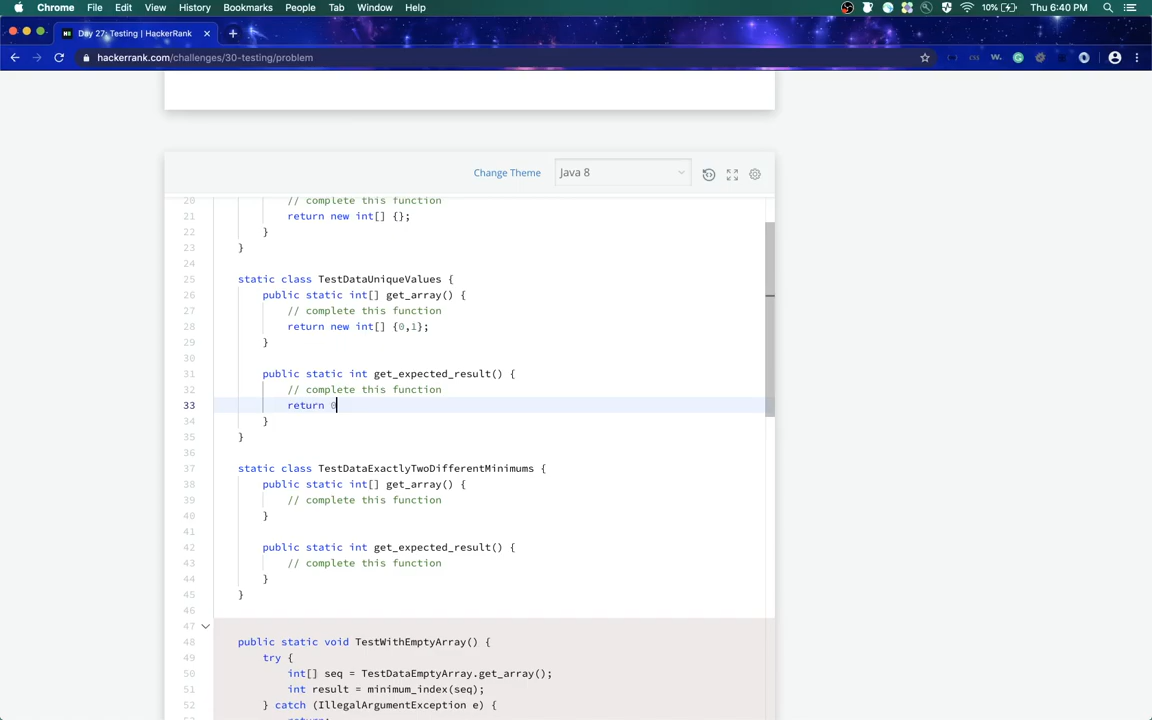 Chrome File Edit View History Bookmarks People Tab Window Help 10% Thu 6:40 PM
Day 27: Testing | HackerRank
hackerrank.com/challenges/30-testing/problem
Change Theme Java 8
20 // complete this function
21 return new int[] {};
22 }
23 }
24
25 static class TestDataUniqueValues {
26 public static int[] get_array() {
27 // complete this function
28 return new int[] {0,1};
29 }
30
31 public static int get_expected_result() {
32 // complete this function
33 return 0
34 }
35 }
36
37 static class TestDataExactlyTwoDifferentMinimums {
38 public static int[] get_array() {
39 // complete this function
40 }
41
42 public static int get_expected_result() {
43 // complete this function
44 }
45 }
46
47
48 public static void TestWithEmptyArray() {
49 try {
50 int[] seq = TestDataEmptyArray.get_array();
51 int result = minimum_index(seq);
52 } catch (IllegalArgumentException e) {